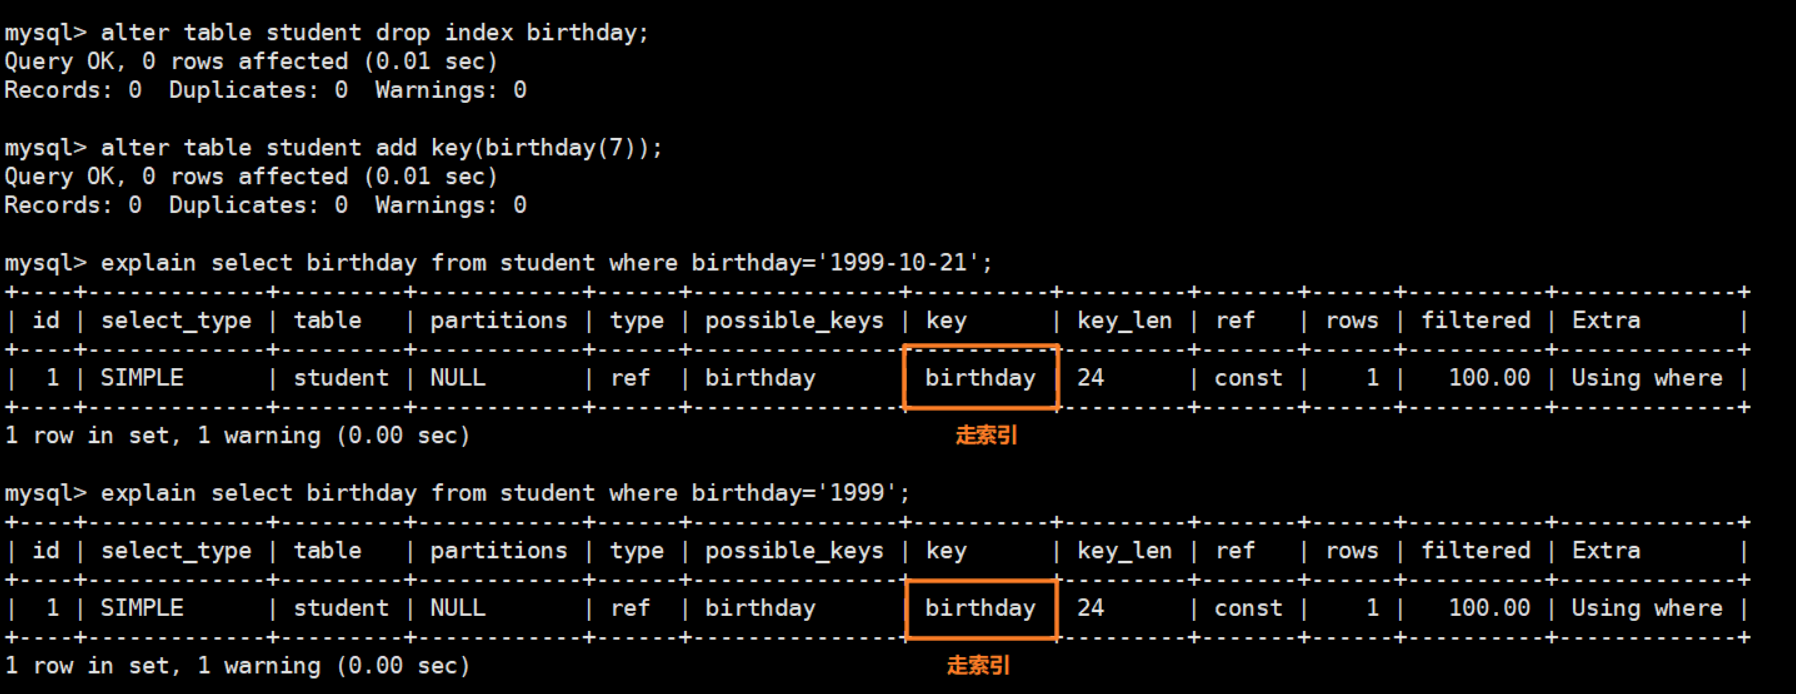 mysql> alter table student drop index birthday;
Query OK, 0 rows affected (0.01 sec)
Records: 0  Duplicates: 0  Warnings: 0
mysql> alter table student add key(birthday(7));
Query OK, 0 rows affected (0.01 sec)
Records: 0  Duplicates: 0  Warnings: 0
mysql> explain select birthday from student where birthday='1999-10-21';
+----+-------------+---------+------------+------+---------------+----------+---------+-------+------+----------+-------------+
| id | select_type | table   | partitions | type | possible_keys | key      | key_len | ref   | rows | filtered | Extra       |
+----+-------------+---------+------------+------+---------------+----------+---------+-------+------+----------+-------------+
|  1 | SIMPLE      | student | NULL       | ref  | birthday      | birthday | 24      | const |    1 |   100.00 | Using where |
+----+-------------+---------+------------+------+---------------+----------+---------+-------+------+----------+-------------+
1 row in set, 1 warning (0.00 sec)
走索引
mysql> explain select birthday from student where birthday='1999';
+----+-------------+---------+------------+------+---------------+----------+---------+-------+------+----------+-------------+
| id | select_type | table   | partitions | type | possible_keys | key      | key_len | ref   | rows | filtered | Extra       |
+----+-------------+---------+------------+------+---------------+----------+---------+-------+------+----------+-------------+
|  1 | SIMPLE      | student | NULL       | ref  | birthday      | birthday | 24      | const |    1 |   100.00 | Using where |
+----+-------------+---------+------------+------+---------------+----------+---------+-------+------+----------+-------------+
1 row in set, 1 warning (0.00 sec)
走索引